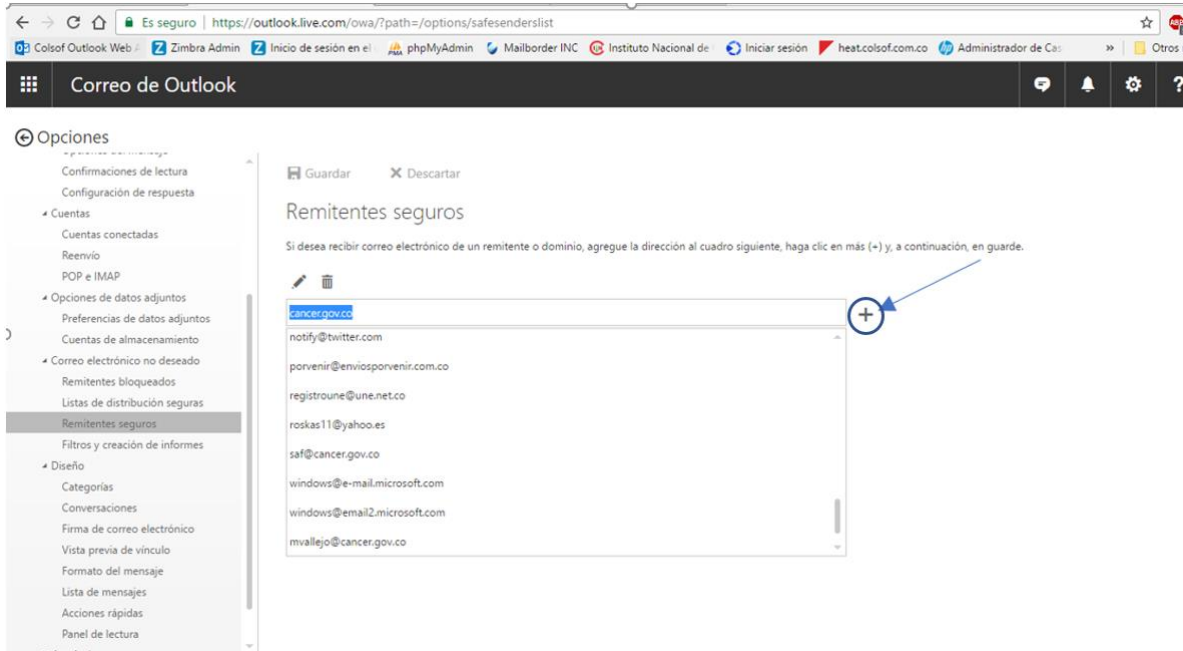 Es seguro | https://outlook.live.com/owa/?path=/options/safesenderslist
Colsof Outlook Web Zimbra Admin Inicio de sesión en el phpMyAdmin Mailborder INC Instituto Nacional de Iniciar sesión heat.colsof.com.co Administrador de Ca » Otros
Correo de Outlook
Opciones
Confirmaciones de lectura
Configuración de respuesta
Cuentas
Cuentas conectadas
Reenvío
POP e IMAP
Opciones de datos adjuntos
Preferencias de datos adjuntos
Cuentas de almacenamiento
Correo electrónico no deseado
Remitentes bloqueados
Listas de distribución seguras
Remitentes seguros
Filtros y creación de informes
Diseño
Categorías
Conversaciones
Firma de correo electrónico
Vista previa de vínculo
Formato del mensaje
Lista de mensajes
Acciones rápidas
Panel de lectura
Guardar Descartar
Remitentes seguros
Si desea recibir correo electrónico de un remitente o dominio, agregue la dirección al cuadro siguiente, haga clic en más (+) y, a continuación, en guarde.
cancer.gov.co
notify@twitter.com
porvenir@enviosporvenir.com.co
registroune@une.net.co
roskas11@yahoo.es
saf@cancer.gov.co
windows@e-mail.microsoft.com
windows@email2.microsoft.com
mvallejo@cancer.gov.co